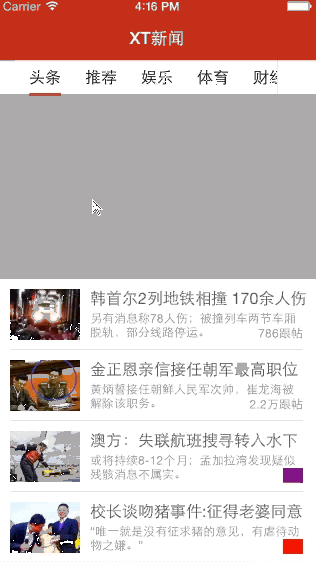 Carrier 4:16 PM
XT新闻
头条 推荐 娱乐 体育 财经
韩首尔2列地铁相撞 170余人伤
另有消息称78人伤；被撞列车两节车厢
脱轨，部分线路停运。 786跟帖
金正恩亲信接任朝军最高职位
黄炳誓接任朝鲜人民军次帅，崔龙海被
解除该职务。 2.2万跟帖
澳方：失联航班搜寻转入水下
或将持续8-12个月；孟加拉湾发现疑似
残骸消息不属实。
校长谈吻猪事件:征得老婆同意
“唯一就是没有征求猪的意见，有虐待动
物之嫌。”